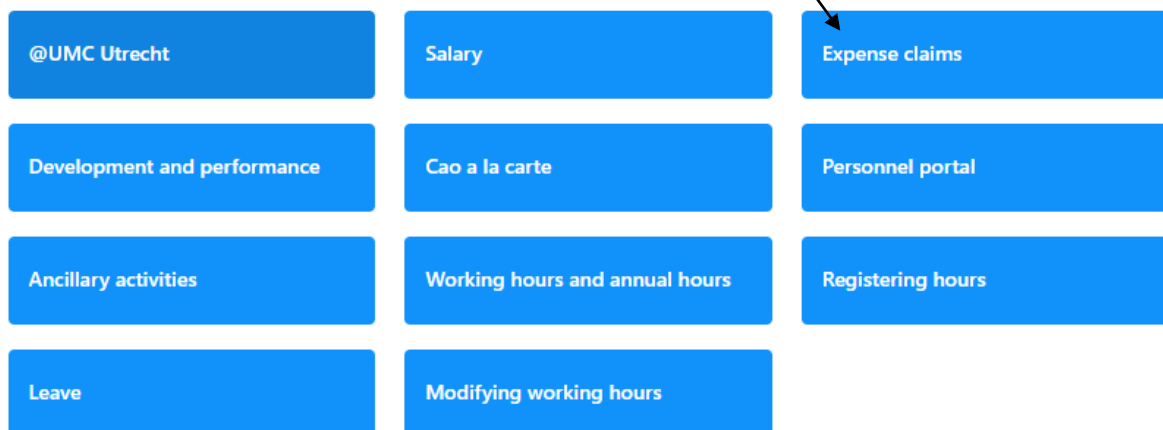 @UMC Utrecht
Salary
Expense claims
Development and performance
Cao a la carte
Personnel portal
Ancillary activities
Working hours and annual hours
Registering hours
Leave
Modifying working hours